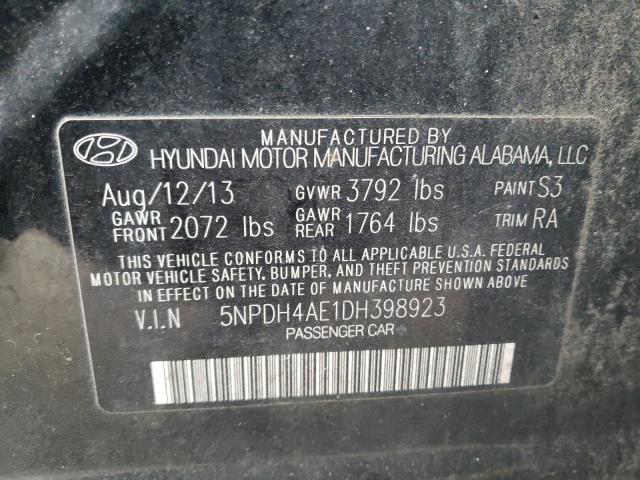 MANUFACTURED BY
HYUNDAI MOTOR MANUFACTURING ALABAMA, LLC
Aug/12/13 GVWR 3792 lbs PAINT S3
GAWR FRONT 2072 lbs GAWR REAR 1764 lbs TRIM RA
THIS VEHICLE CONFORMS TO ALL APPLICABLE U.S.A. FEDERAL
MOTOR VEHICLE SAFETY, BUMPER, AND THEFT PREVENTION STANDARDS
IN EFFECT ON THE DATE OF MANUFACTURE SHOWN ABOVE.
V.I.N 5NPDH4AE1DH398923
PASSENGER CAR